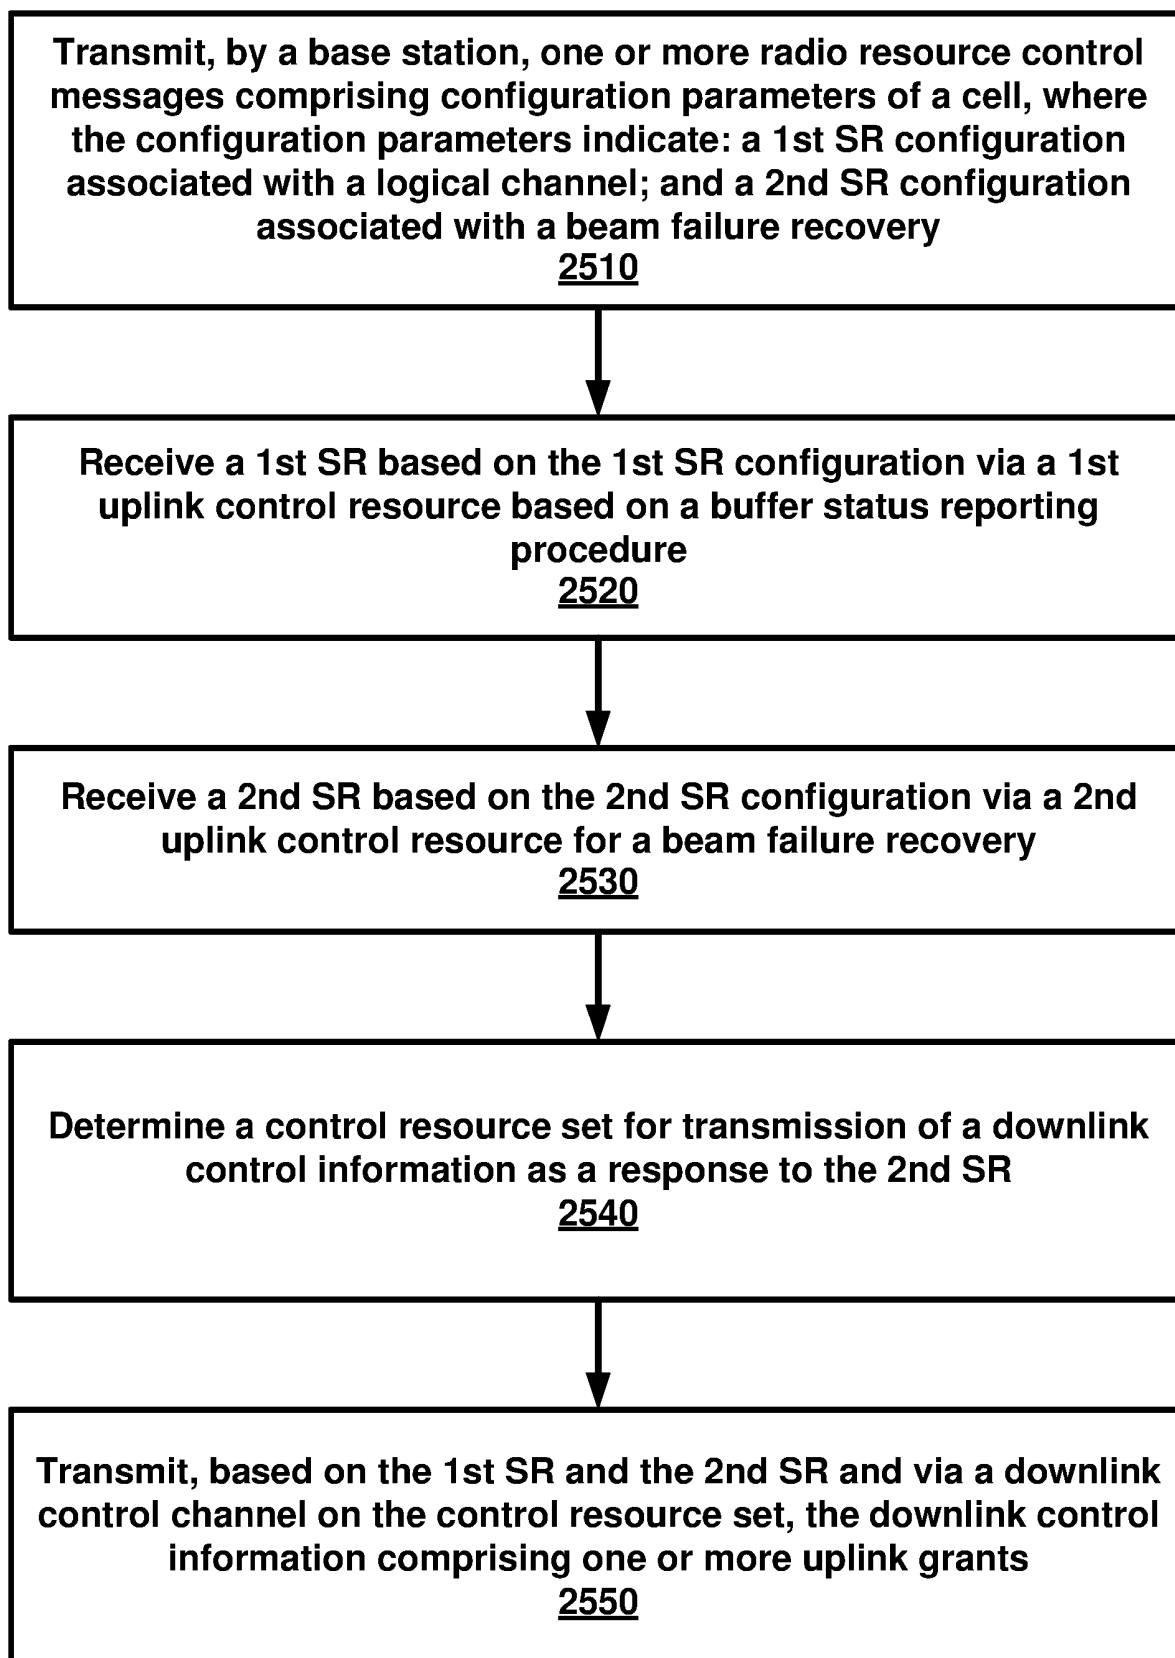 Transmit, by a base station, one or more radio resource control
messages comprising configuration parameters of a cell, where
the configuration parameters indicate: a 1st SR configuration
associated with a logical channel; and a 2nd SR configuration
associated with a beam failure recovery
2510
Receive a 1st SR based on the 1st SR configuration via a 1st
uplink control resource based on a buffer status reporting
procedure
2520
Receive a 2nd SR based on the 2nd SR configuration via a 2nd
uplink control resource for a beam failure recovery
2530
Determine a control resource set for transmission of a downlink
control information as a response to the 2nd SR
2540
Transmit, based on the 1st SR and the 2nd SR and via a downlink
control channel on the control resource set, the downlink control
information comprising one or more uplink grants
2550